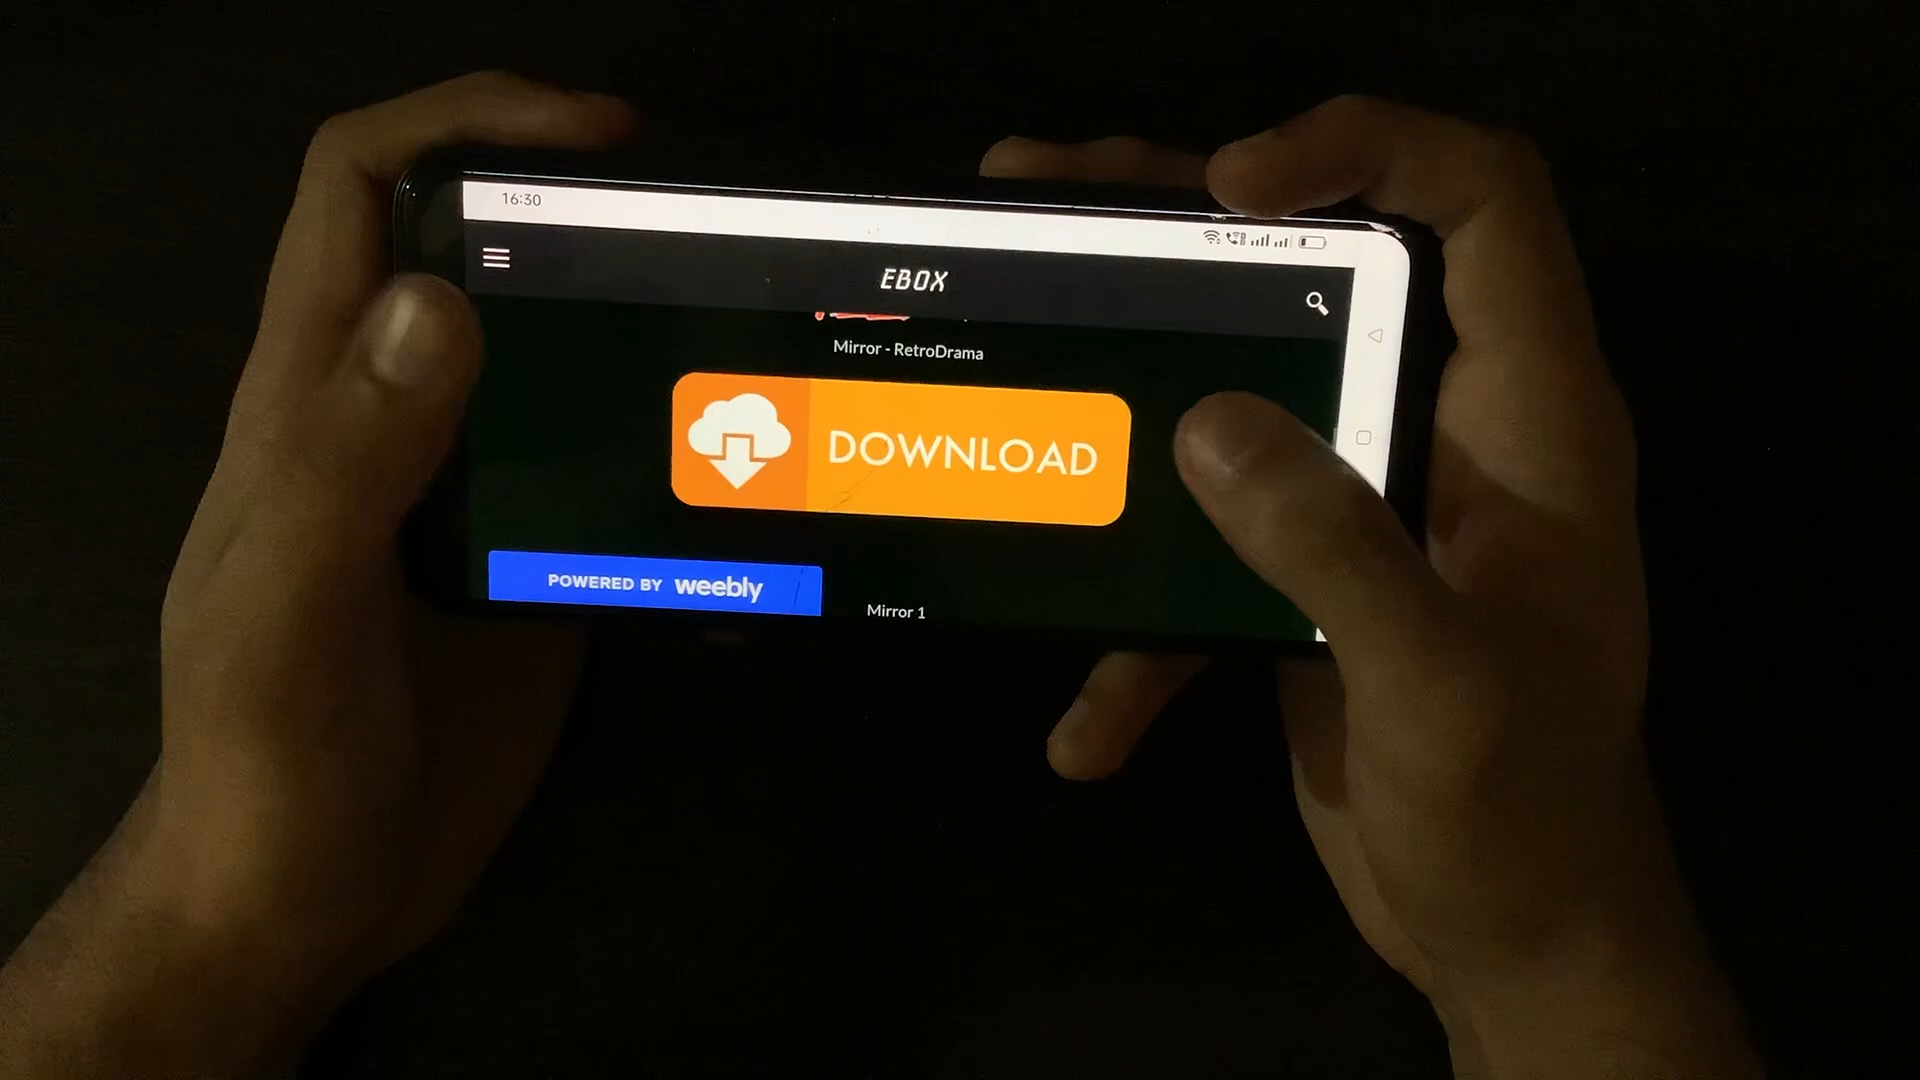 16:30
EBOX
Mirror - RetroDrama
DOWNLOAD
POWERED BY weebly
Mirror 1